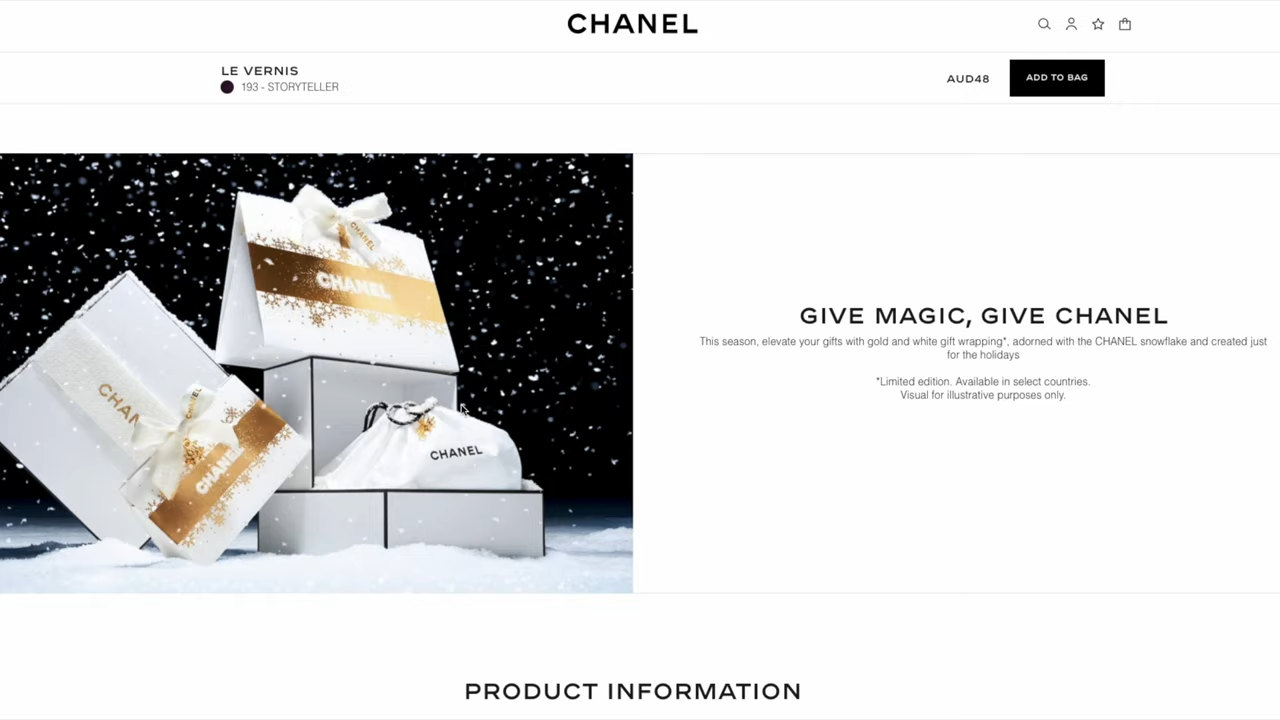 CHANEL
LE VERNIS
193 - STORYTELLER
AUD48
ADD TO BAG
CHANEL
CHANEL
CHAN
CHANEL
CHANEL
CHANEL
GIVE MAGIC, GIVE CHANEL
This season, elevate your gifts with gold and white gift wrapping*, adorned with the CHANEL snowflake and created just
for the holidays
*Limited edition. Available in select countries.
Visual for illustrative purposes only.
PRODUCT INFORMATION